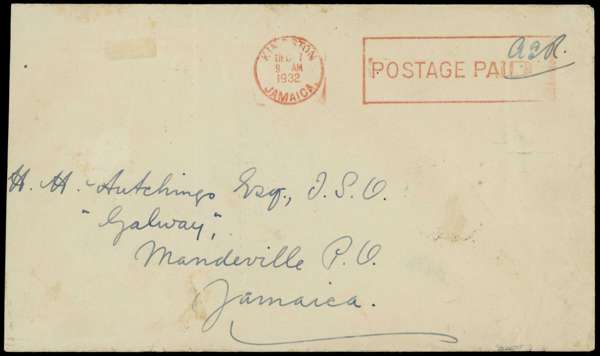 KINGSTON
DEC 7
9 AM
1932
JAMAICA.
POSTAGE PAID
H. H. Hutchings Esq., I.S.O.
"Galway",
Mandeville P.O.
Jamaica.